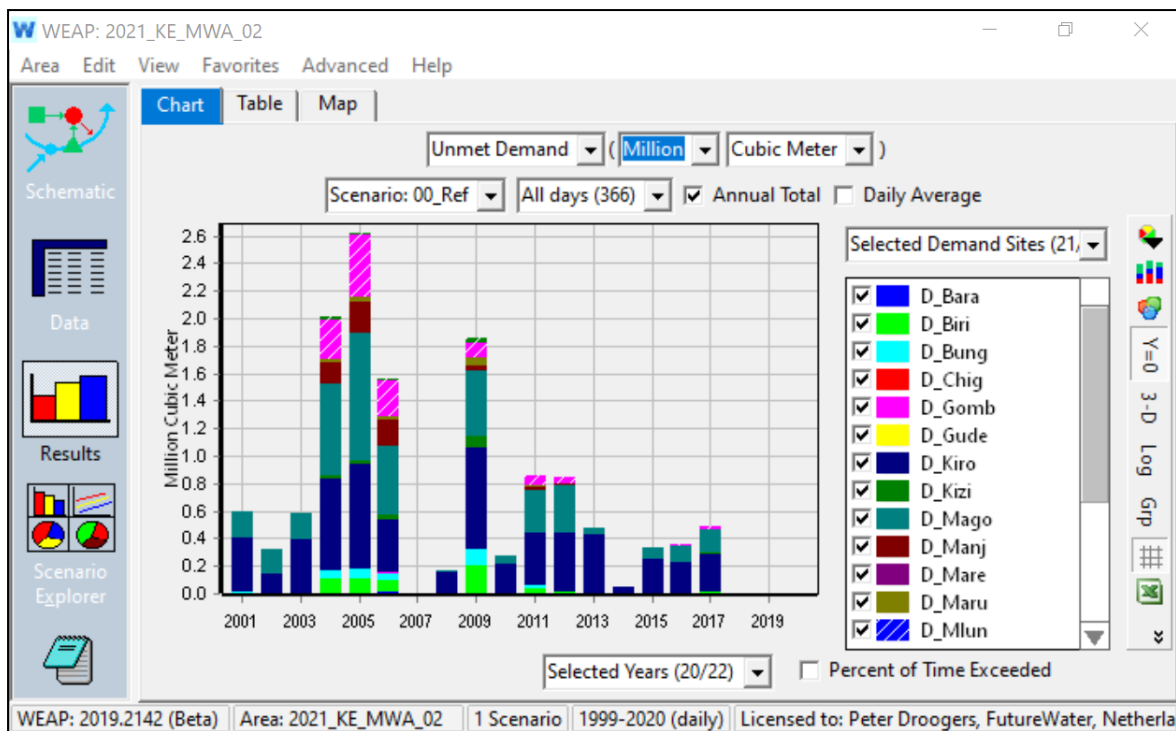 WEAP: 2021_KE_MWA_02
Area Edit View Favorites Advanced Help
Chart Table Map
Unmet Demand ( Million Cubic Meter )
Scenario: 00_Ref All days (366) Annual Total Daily Average
Schematic
Data
Results
Scenario
Explorer
Million Cubic Meter
2.6
2.4
2.2
2.0
1.8
1.6
1.4
1.2
1.0
0.8
0.6
0.4
0.2
0.0
2001 2003 2005 2007 2009 2011 2013 2015 2017 2019
Selected Demand Sites (21/
D_Bara
D_Biri
D_Bung
D_Chig
D_Gomb
D_Gude
D_Kiro
D_Kizi
D_Mago
D_Manj
D_Mare
D_Maru
D_Mlun
Y=0
3-D
Log
Grp
Selected Years (20/22) Percent of Time Exceeded
WEAP: 2019.2142 (Beta) Area: 2021_KE_MWA_02 1 Scenario 1999-2020 (daily) Licensed to: Peter Droogers, FutureWater, Netherla